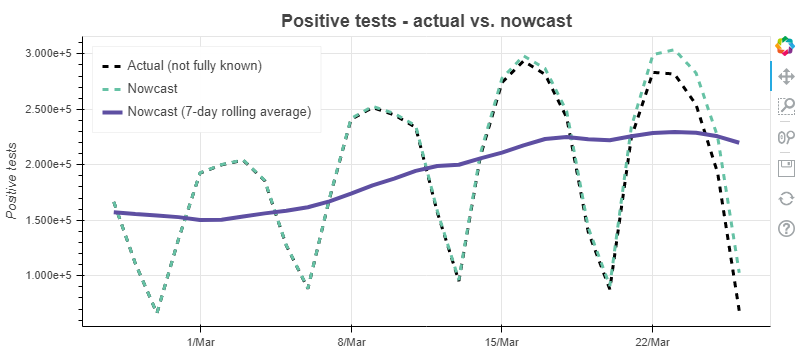 Positive tests - actual vs. nowcast
3.000e+5
2.500e+5
2.000e+5
1.500e+5
1.000e+5
Positive tests
Actual (not fully known)
Nowcast
Nowcast (7-day rolling average)
1/Mar
8/Mar
15/Mar
22/Mar